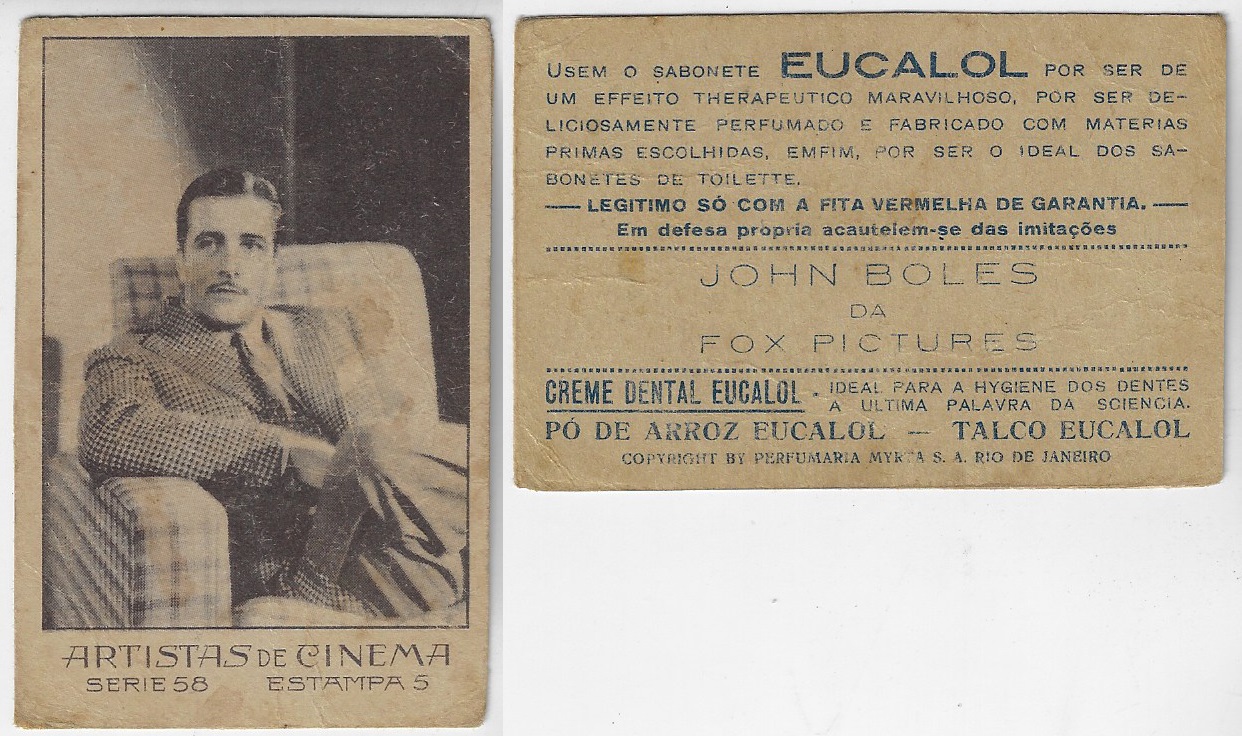 ARTISTAS DE CINEMA
SERIE 58 ESTAMPA 5
USEM O SABONETE EUCALOL POR SER DE
UM EFFEITO THERAPEUTICO MARAVILHOSO, POR SER DE-
LICIOSAMENTE PERFUMADO E FABRICADO COM MATERIAS
PRIMAS ESCOLHIDAS, EMFIM, POR SER O IDEAL DOS SA-
BONETES DE TOILETTE.
— LEGITIMO SÓ COM A FITA VERMELHA DE GARANTIA. —
Em defesa propria acautelem-se das imitações
JOHN BOLES
DA
FOX PICTURES
CREME DENTAL EUCALOL - IDEAL PARA A HYGIENE DOS DENTES
A ULTIMA PALAVRA DA SCIENCIA.
PÓ DE ARROZ EUCALOL — TALCO EUCALOL
COPYRIGHT BY PERFUMARIA MYRTA S. A. RIO DE JANEIRO